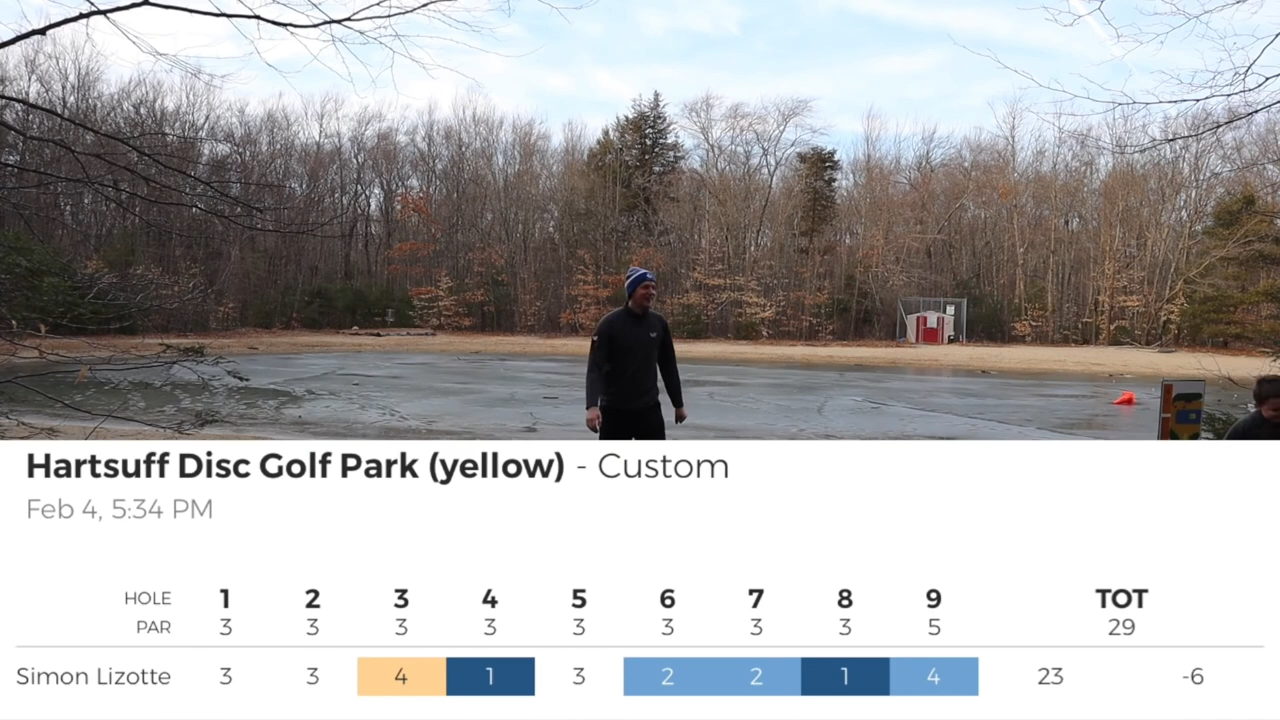 Hartsuff Disc Golf Park (yellow) - Custom
Feb 4, 5:34 PM
HOLE 1 2 3 4 5 6 7 8 9 TOT
PAR 3 3 3 3 3 3 3 3 5 29
Simon Lizotte 3 3 4 1 3 2 2 1 4 23 -6